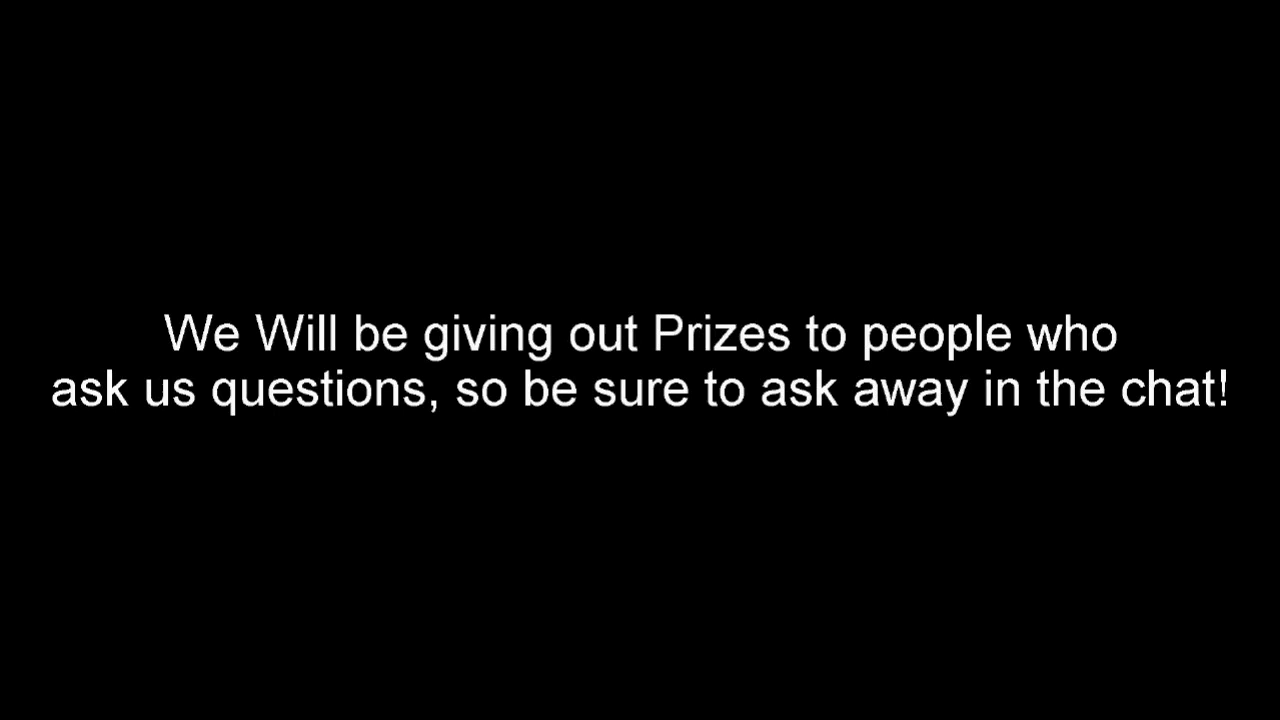 We Will be giving out Prizes to people who
ask us questions, so be sure to ask away in the chat!